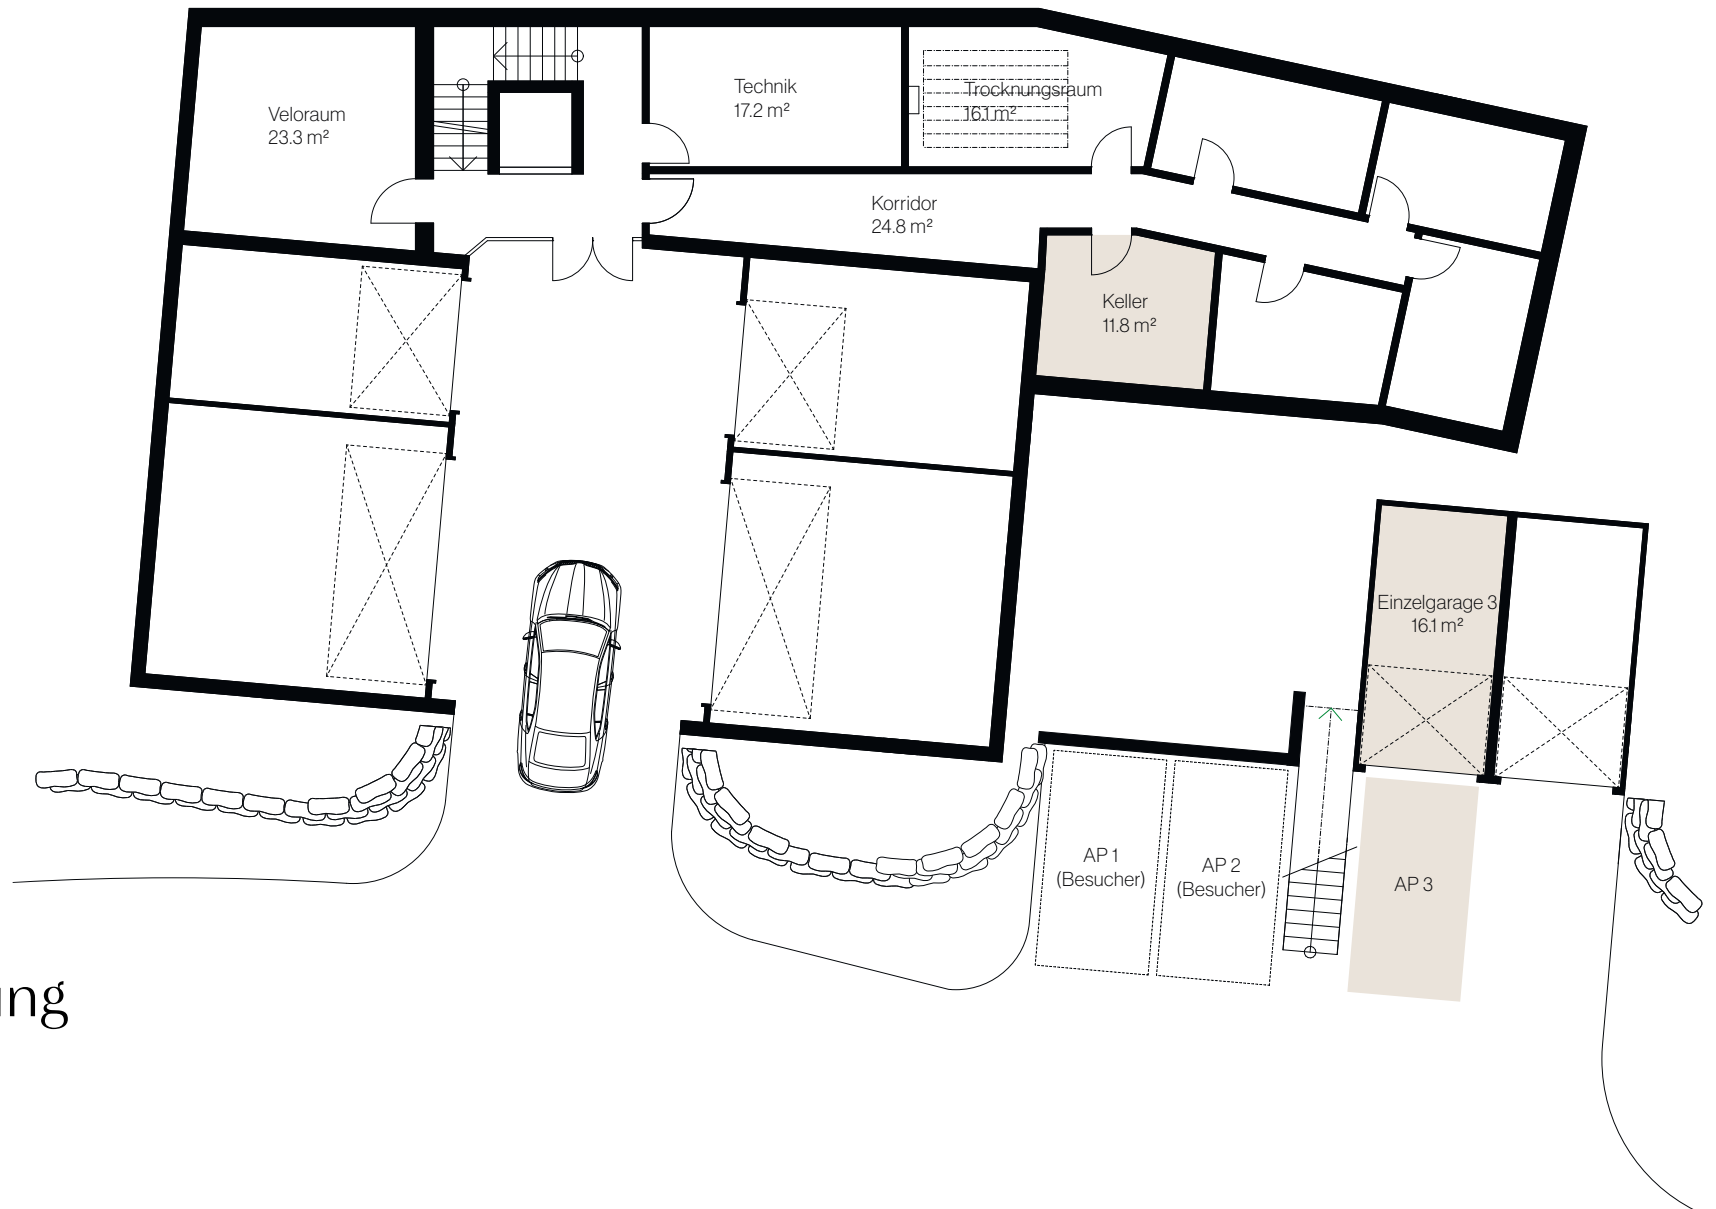 Veloraum
23.3 m²
Technik
17.2 m²
Trocknungsraum
16.1 m²
Korridor
24.8 m²
Keller
11.8 m²
Einzelgarage 3
16.1 m²
AP 1
(Besucher)
AP 2
(Besucher)
AP 3